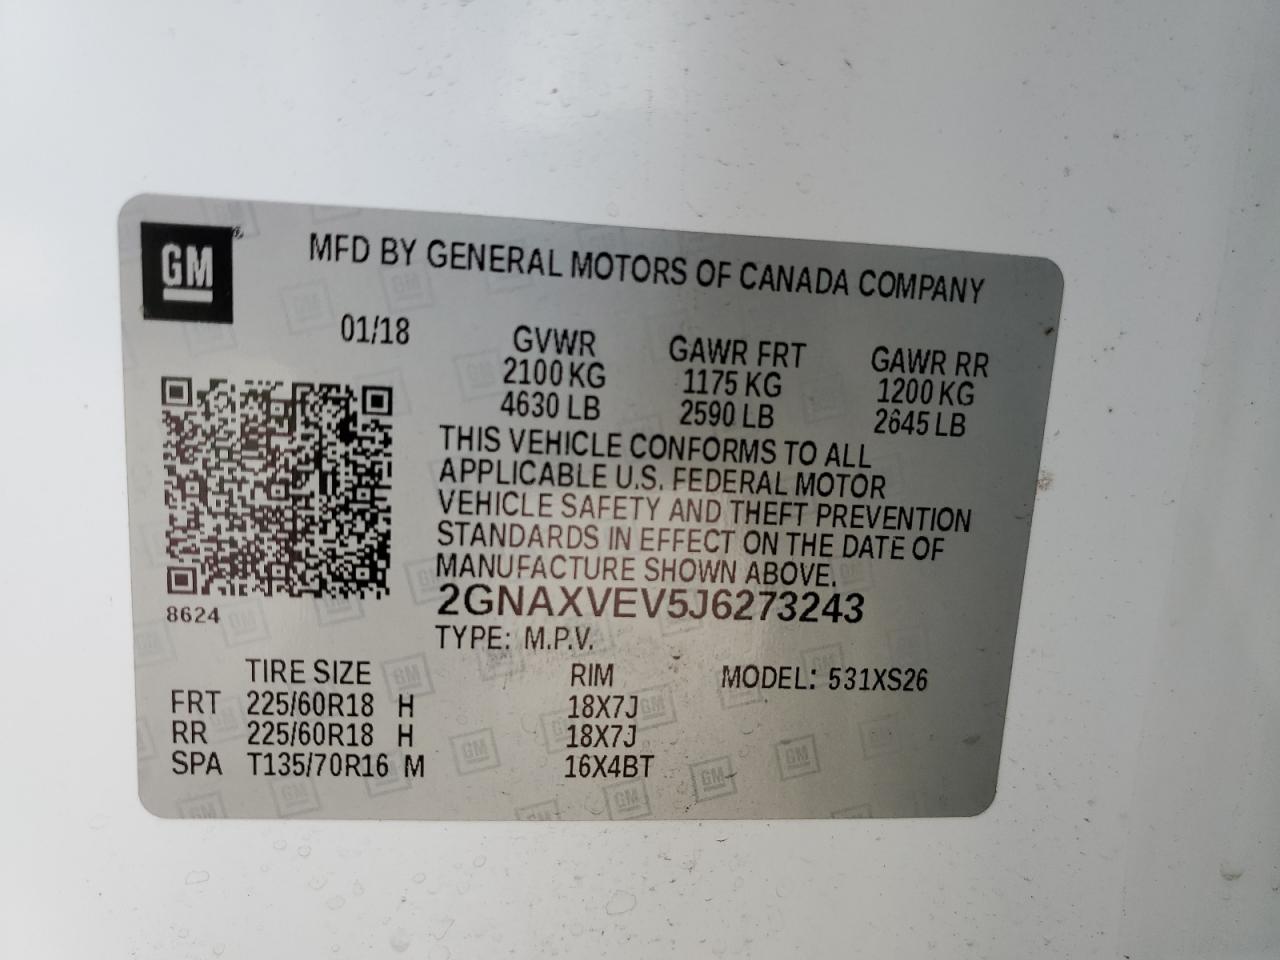 GM
MFD BY GENERAL MOTORS OF CANADA COMPANY
01/18
GVWR GAWR FRT GAWR RR
2100 KG 1175 KG 1200 KG
4630 LB 2590 LB 2645 LB
THIS VEHICLE CONFORMS TO ALL
APPLICABLE U.S. FEDERAL MOTOR
VEHICLE SAFETY AND THEFT PREVENTION
STANDARDS IN EFFECT ON THE DATE OF
MANUFACTURE SHOWN ABOVE.
8624
2GNAXVEV5J6273243
TYPE: M.P.V.
TIRE SIZE RIM MODEL: 531XS26
FRT 225/60R18 H 18X7J
RR 225/60R18 H 18X7J
SPA T135/70R16 M 16X4BT